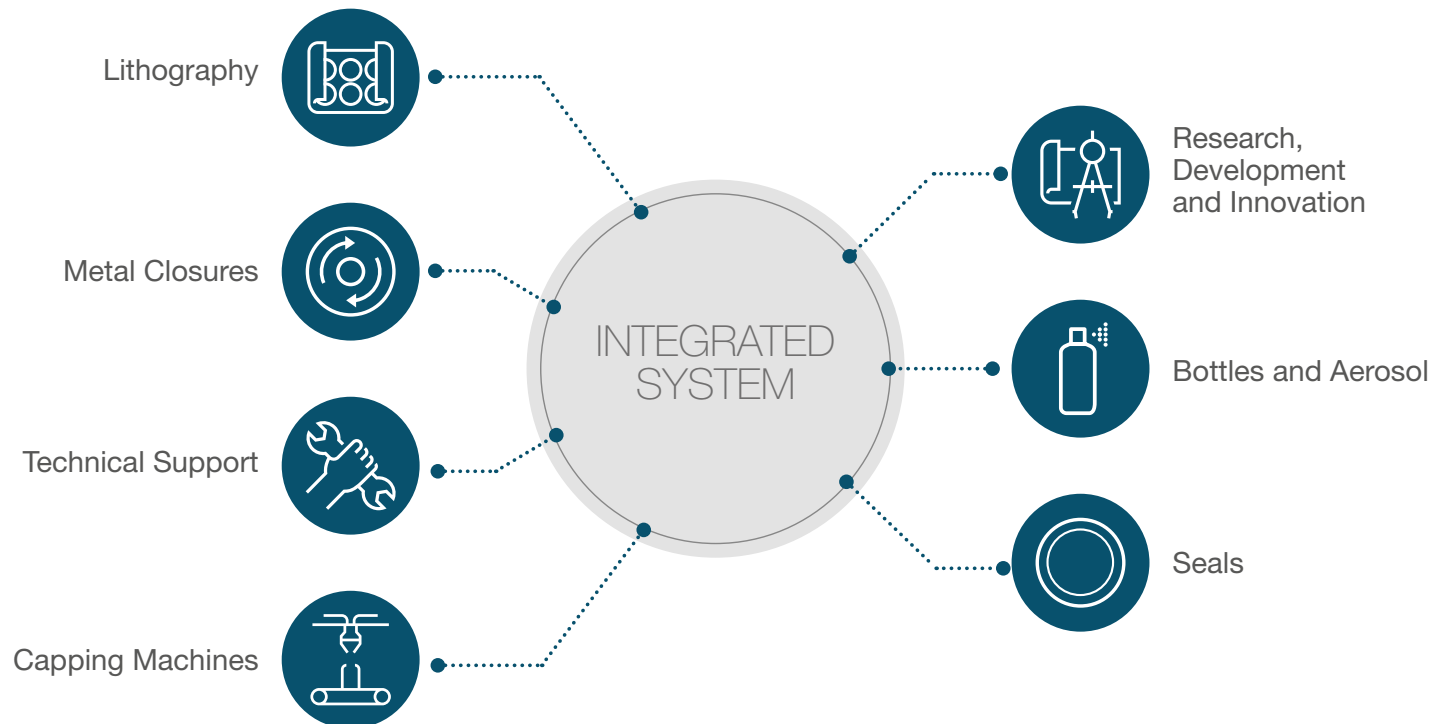 Lithography
Metal Closures
Technical Support
Capping Machines
INTEGRATED
SYSTEM
Research,
Development
and Innovation
Bottles and Aerosol
Seals